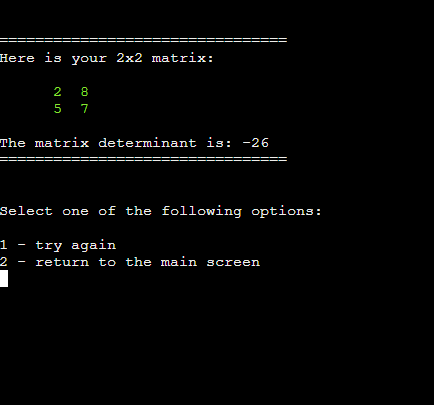 ================================
Here is your 2x2 matrix:
2 8
5 7
The matrix determinant is: -26
================================
Select one of the following options:
1 - try again
2 - return to the main screen